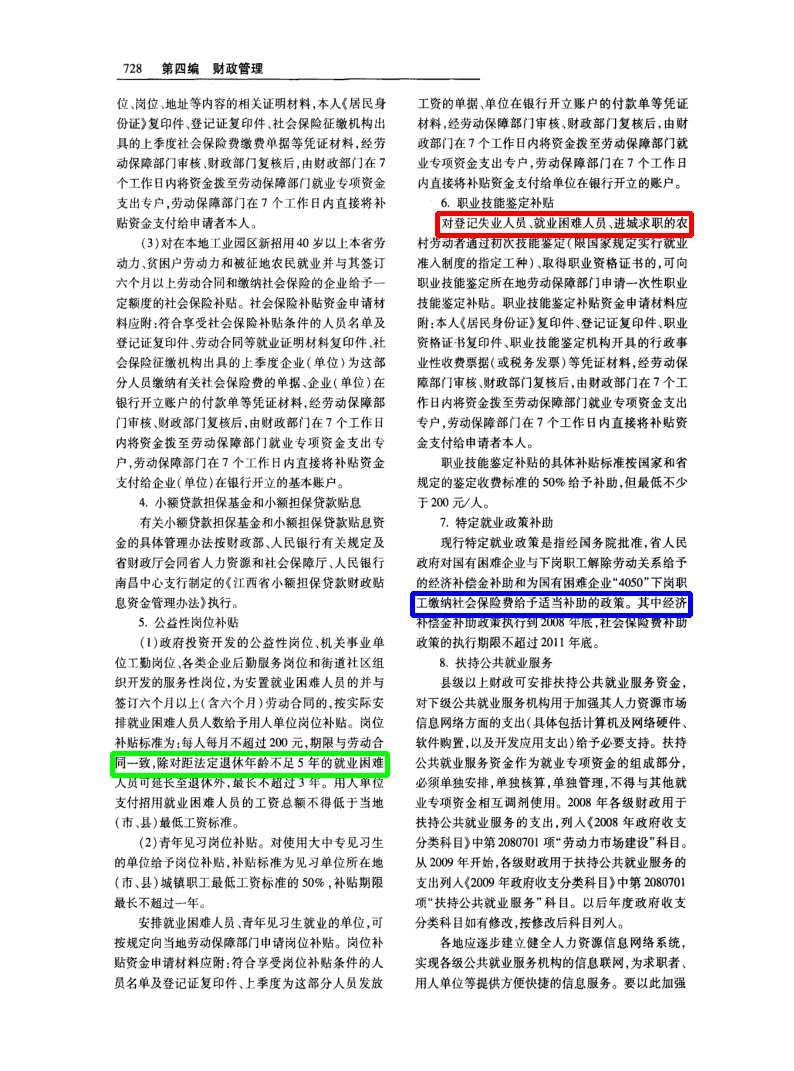 728 第四编 财政管理
位、岗位、地址等内容的相关证明材料,本人《居民身
份证》复印件、登记证复印件、社会保险征缴机构出
具的上季度社会保险费缴费单据等凭证材料,经劳
动保障部门审核、财政部门复核后,由财政部门在 7
个工作日内将资金拨至劳动保障部门就业专项资金
支出专户,劳动保障部门在 7 个工作日内直接将补
贴资金支付给申请者本人。
(3)对在本地工业园区新招用 40 岁以上本省劳
动力、贫困户劳动力和被征地农民就业并与其签订
六个月以上劳动合同和缴纳社会保险的企业给予一
定额度的社会保险补贴。社会保险补贴资金申请材
料应附:符合享受社会保险补贴条件的人员名单及
登记证复印件、劳动合同等就业证明材料复印件、社
会保险征缴机构出具的上季度企业(单位)为这部
分人员缴纳有关社会保险费的单据、企业(单位)在
银行开立账户的付款单等凭证材料,经劳动保障部
门审核、财政部门复核后,由财政部门在 7 个工作日
内将资金拨至劳动保障部门就业专项资金支出专
户,劳动保障部门在 7 个工作日内直接将补贴资金
支付给企业(单位)在银行开立的基本账户。
4. 小额贷款担保基金和小额担保贷款贴息
有关小额贷款担保基金和小额担保贷款贴息资
金的具体管理办法按财政部、人民银行有关规定及
省财政厅会同省人力资源和社会保障厅、人民银行
南昌中心支行制定的《江西省小额担保贷款财政贴
息资金管理办法》执行。
5. 公益性岗位补贴
(1)政府投资开发的公益性岗位、机关事业单
位工勤岗位、各类企业后勤服务岗位和街道社区组
织开发的服务性岗位,为安置就业困难人员的并与
签订六个月以上(含六个月)劳动合同的,按实际安
排就业困难人员人数给予用人单位岗位补贴。岗位
补贴标准为:每人每月不超过 200 元,期限与劳动合
同一致,除对距法定退休年龄不足 5 年的就业困难
人员可延长至退休外,最长不超过 3 年。用人单位
支付招用就业困难人员的工资总额不得低于当地
(市、县)最低工资标准。
(2)青年见习岗位补贴。对使用大中专见习生
的单位给予岗位补贴,补贴标准为见习单位所在地
(市、县)城镇职工最低工资标准的 50%,补贴期限
最长不超过一年。
安排就业困难人员、青年见习生就业的单位,可
按规定向当地劳动保障部门申请岗位补贴。岗位补
贴资金申请材料应附:符合享受岗位补贴条件的人
员名单及登记证复印件、上季度为这部分人员发放
工资的单据、单位在银行开立账户的付款单等凭证
材料,经劳动保障部门审核、财政部门复核后,由财
政部门在 7 个工作日内将资金拨至劳动保障部门就
业专项资金支出专户,劳动保障部门在 7 个工作日
内直接将补贴资金支付给单位在银行开立的账户。
6. 职业技能鉴定补贴
对登记失业人员、就业困难人员、进城求职的农
村劳动者通过初次技能鉴定(限国家规定实行就业
准入制度的指定工种)、取得职业资格证书的,可向
职业技能鉴定所在地劳动保障部门申请一次性职业
技能鉴定补贴。职业技能鉴定补贴资金申请材料应
附:本人《居民身份证》复印件、登记证复印件、职业
资格证书复印件、职业技能鉴定机构开具的行政事
业性收费票据(或税务发票)等凭证材料,经劳动保
障部门审核、财政部门复核后,由财政部门在 7 个工
作日内将资金拨至劳动保障部门就业专项资金支出
专户,劳动保障部门在 7 个工作日内直接将补贴资
金支付给申请者本人。
职业技能鉴定补贴的具体补贴标准按国家和省
规定的鉴定收费标准的 50% 给予补助,但最低不少
于 200 元/人。
7. 特定就业政策补助
现行特定就业政策是指经国务院批准,省人民
政府对国有困难企业与下岗职工解除劳动关系给予
的经济补偿金补助和为国有困难企业“4050”下岗职
工缴纳社会保险费给予适当补助的政策。其中经济
补偿金补助政策执行到 2008 年底,社会保险费补助
政策的执行期限不超过 2011 年底。
8. 扶持公共就业服务
县级以上财政可安排扶持公共就业服务资金,
对下级公共就业服务机构用于加强其人力资源市场
信息网络方面的支出(具体包括计算机及网络硬件、
软件购置,以及开发应用支出)给予必要支持。扶持
公共就业服务资金作为就业专项资金的组成部分,
必须单独安排,单独核算,单独管理,不得与其他就
业专项资金相互调剂使用。2008 年各级财政用于
扶持公共就业服务的支出,列入《2008 年政府收支
分类科目》中第 2080701 项“劳动力市场建设”科目。
从 2009 年开始,各级财政用于扶持公共就业服务的
支出列入《2009 年政府收支分类科目》中第 2080701
项“扶持公共就业服务”科目。以后年度政府收支
分类科目如有修改,按修改后科目列入。
各地应逐步建立健全人力资源信息网络系统,
实现各级公共就业服务机构的信息联网,为求职者、
用人单位等提供方便快捷的信息服务。要以此加强